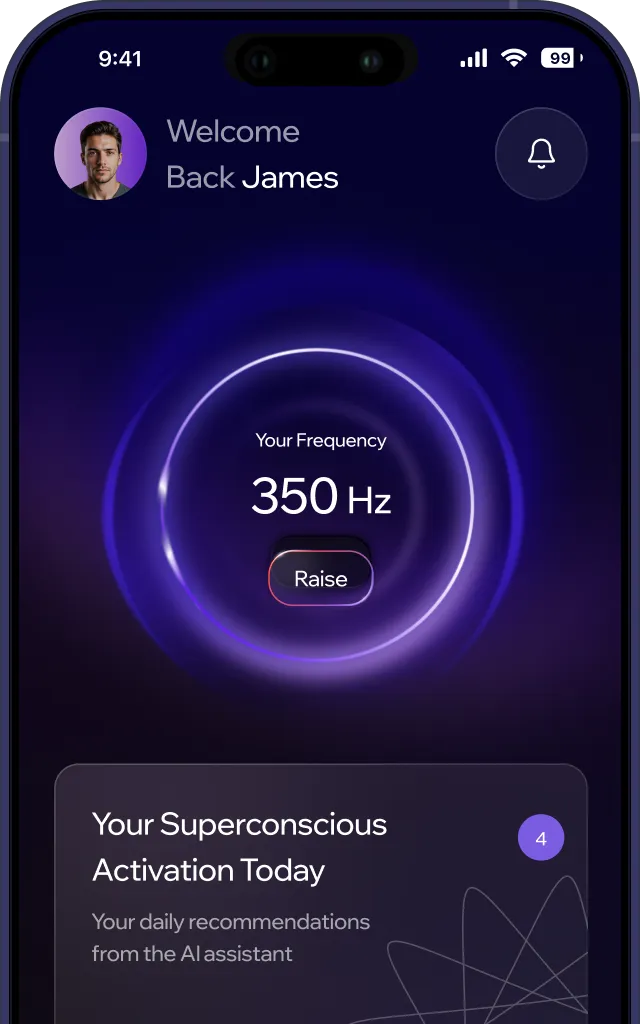 9:41
99
Welcome
Back James
Your Frequency
350 Hz
Raise
Your Superconscious
Activation Today
4
Your daily recommendations
from the AI assistant